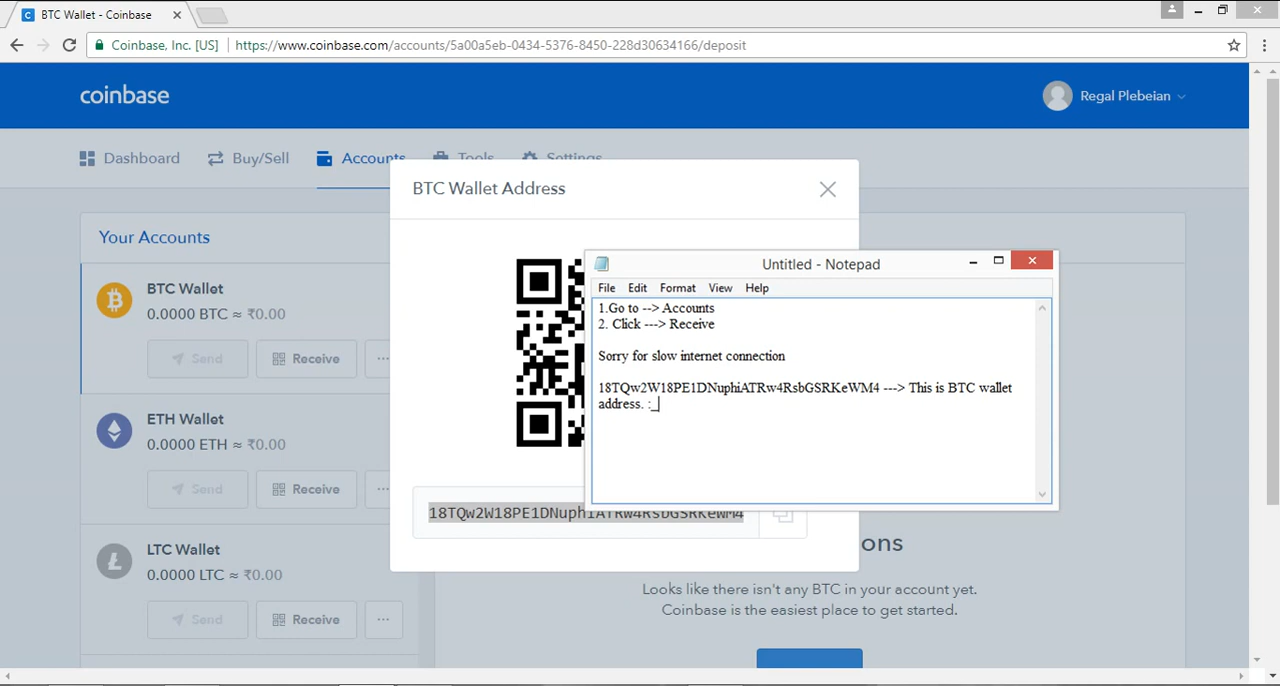 BTC Wallet - Coinbase
Coinbase, Inc. [US] https://www.coinbase.com/accounts/5a00a5eb-0434-5376-8450-228d30634166/deposit
coinbase
Regal Plebeian
Dashboard Buy/Sell Accounts Tools Settings
BTC Wallet Address
Your Accounts
BTC Wallet
0.0000 BTC ≈ ₹0.00
Send Receive ...
ETH Wallet
0.0000 ETH ≈ ₹0.00
Send Receive ...
LTC Wallet
0.0000 LTC ≈ ₹0.00
Send Receive ...
Untitled - Notepad
File Edit Format View Help
1.Go to --> Accounts
2. Click ---> Receive
Sorry for slow internet connection
18TQw2W18PE1DNuphiATRw4RsbGSRKeWM4 ---> This is BTC wallet
address. :_
18TQw2W18PE1DNuphiATRw4RsbGSRKeWM4
ons
Looks like there isn't any BTC in your account yet.
Coinbase is the easiest place to get started.